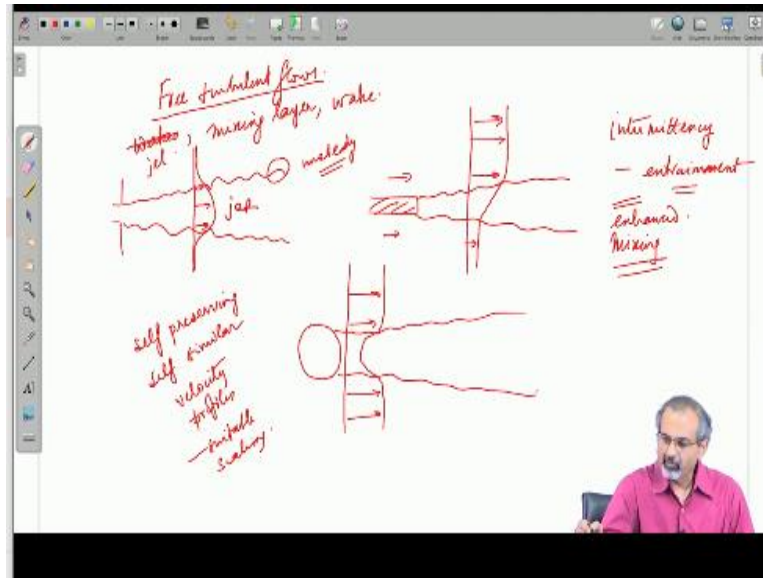 Free turbulent flows.
jet, mixing layer, wake.
unsteady
jet
intermittency
- entrainment
enhanced
mixing
self preserving
self similar
velocity
profiles
- suitable
scaling.